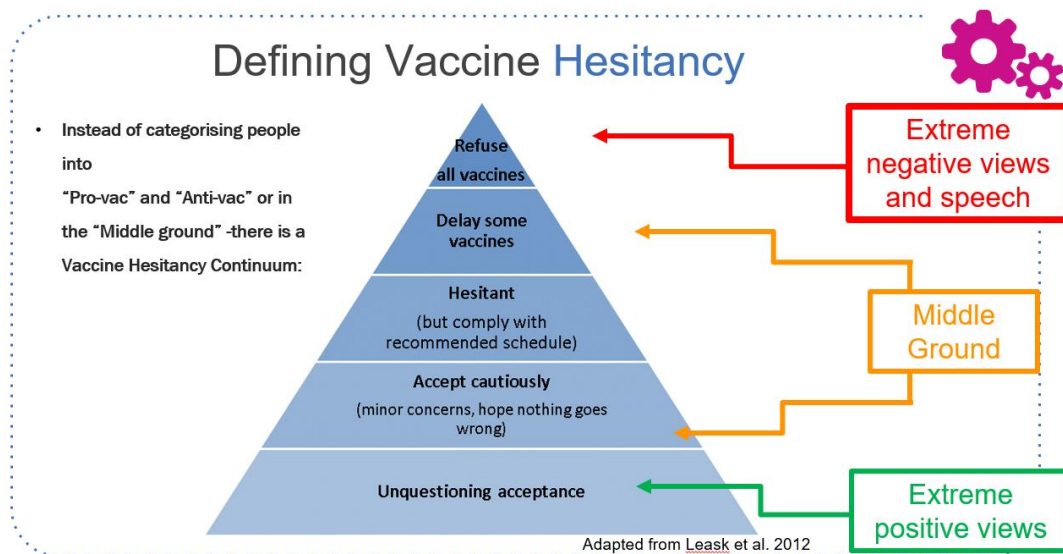 Defining Vaccine Hesitancy
• Instead of categorising people
into
“Pro-vac” and “Anti-vac” or in
the “Middle ground” -there is a
Vaccine Hesitancy Continuum:
Refuse
all vaccines
Delay some
vaccines
Hesitant
(but comply with
recommended schedule)
Accept cautiously
(minor concerns, hope nothing goes
wrong)
Unquestioning acceptance
Extreme
negative views
and speech
Middle
Ground
Extreme
positive views
Adapted from Leask et al. 2012